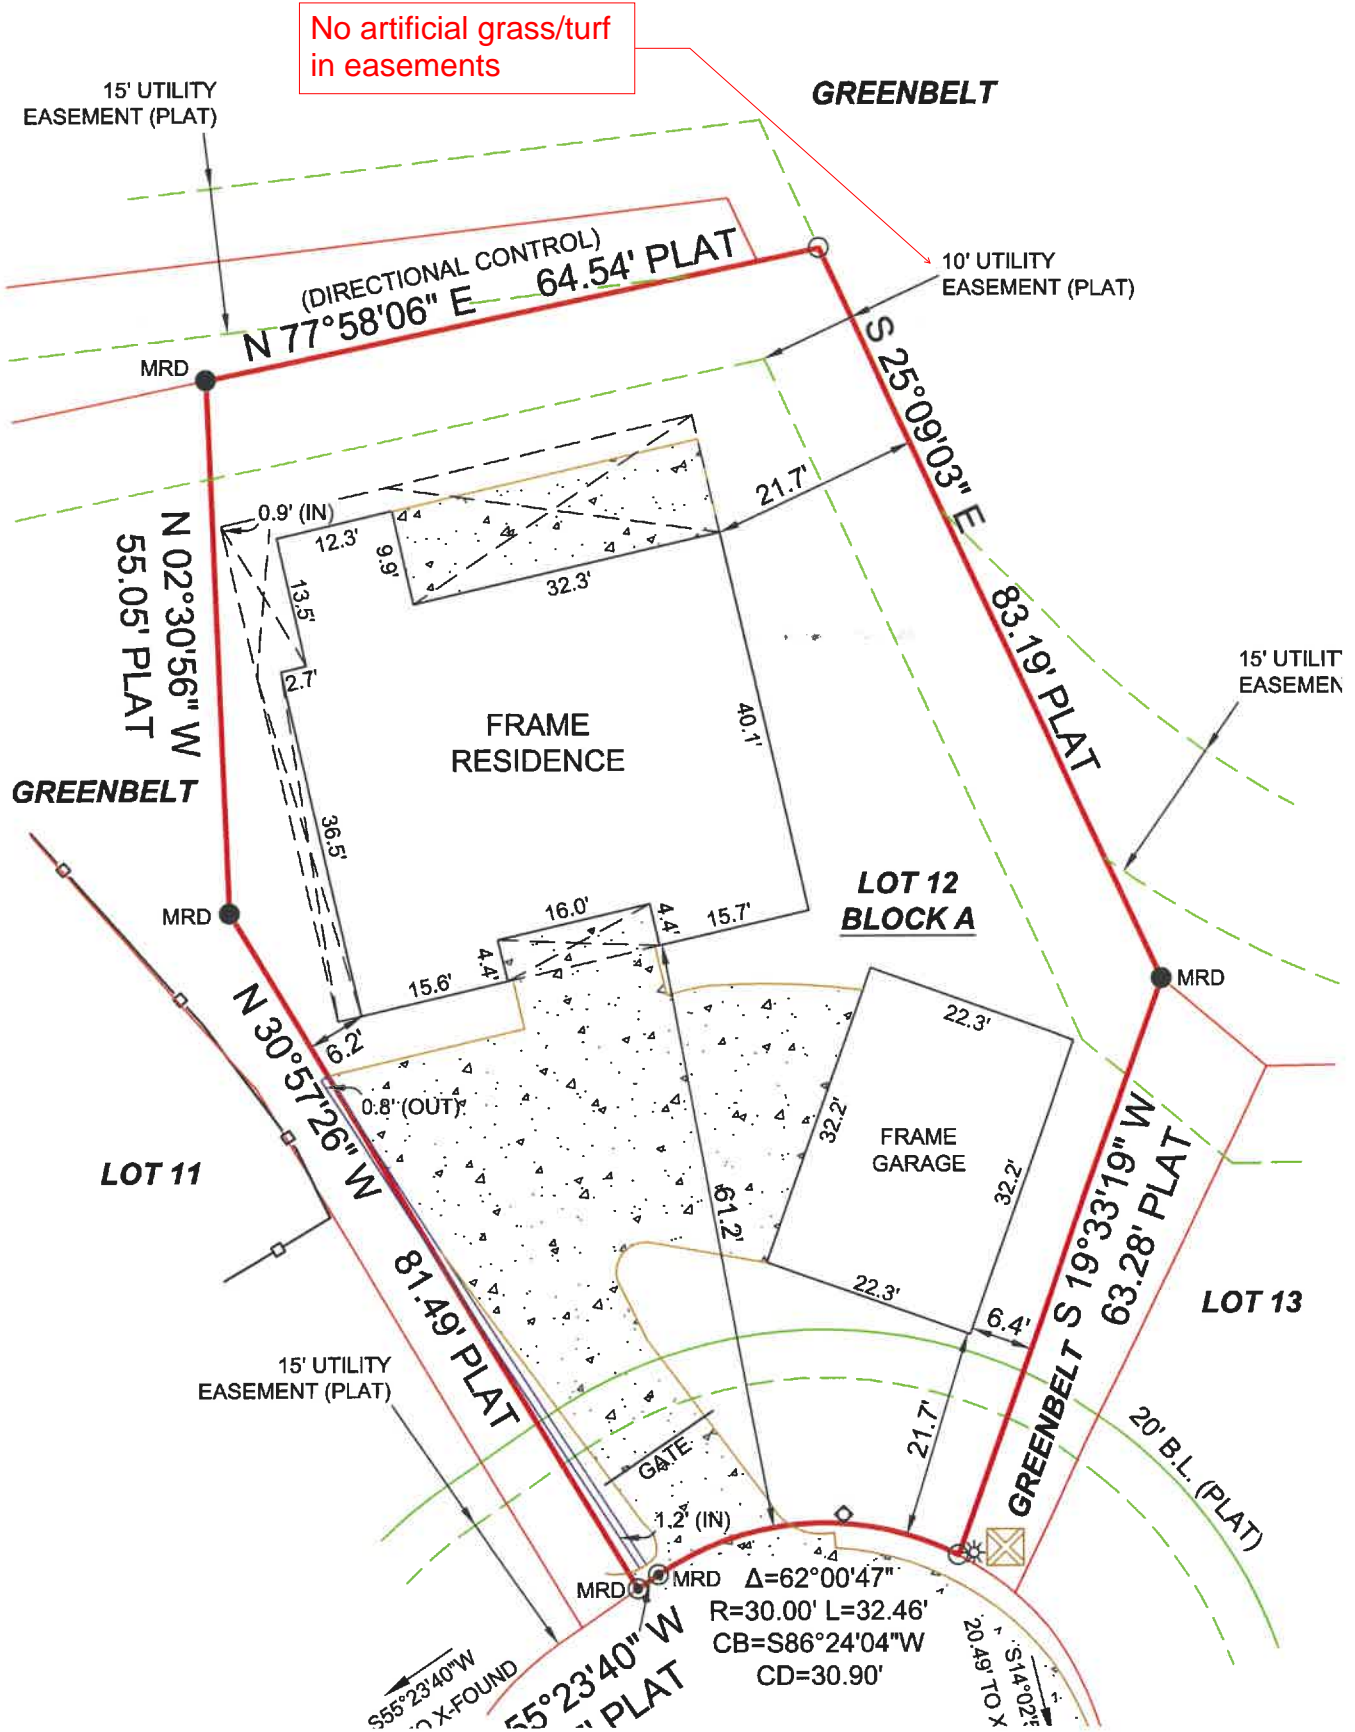 No artificial grass/turf
in easements
GREENBELT
15' UTILITY
EASEMENT (PLAT)
(DIRECTIONAL CONTROL)
N 77°58'06" E 64.54' PLAT
10' UTILITY
EASEMENT (PLAT)
MRD
S 25°09'03" E
83.19' PLAT
21.7'
0.9' (IN)
12.3'
9.9'
32.3'
13.5'
2.7'
N 02°30'56" W
55.05' PLAT
15' UTILIT
EASEMEN
40.1'
FRAME
RESIDENCE
GREENBELT
36.5'
LOT 12
BLOCK A
MRD
16.0'
4.4'
15.7'
4.4'
15.6'
MRD
22.3'
6.2'
N 30°57'26" W
81.49' PLAT
0.8' (OUT)
32.2'
FRAME
GARAGE
32.2'
LOT 11
61.2'
S 19°33'19" W
63.28' PLAT
22.3'
6.4'
LOT 13
15' UTILITY
EASEMENT (PLAT)
21.7'
GREENBELT
20' B.L. (PLAT)
GATE
1.2' (IN)
MRD
MRD
Δ=62°00'47"
R=30.00' L=32.46'
CB=S86°24'04"W
CD=30.90'
55°23'40" W
PLAT
S55°23'40"W
X-FOUND
S14°02'
20.49' TO X